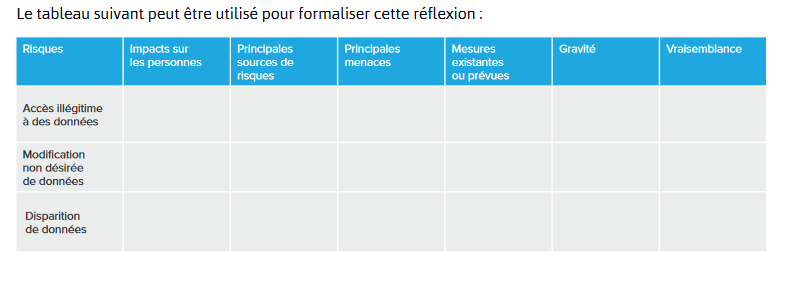 Le tableau suivant peut être utilisé pour formaliser cette réflexion :
Risques
Impacts sur
les personnes
Principales
sources de
risques
Principales
menaces
Mesures
existantes
ou prévues
Gravité
Vraisemblance
Accès illégitime
à des données
Modification
non désirée
de données
Disparition
de données